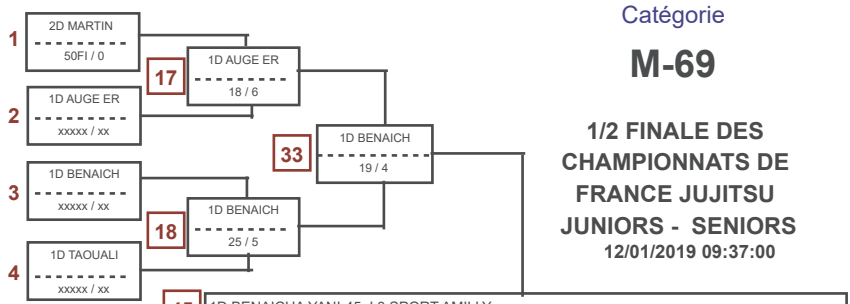 Catégorie
M-69
1/2 FINALE DES
CHAMPIONNATS DE
FRANCE JUJITSU
JUNIORS - SENIORS
12/01/2019 09:37:00
1
2D MARTIN
50FI / 0
2
1D AUGE ER
xxxxx / xx
17
1D AUGE ER
18 / 6
3
1D BENAICH
xxxxx / xx
4
1D TAOUALI
xxxxx / xx
18
1D BENAICH
25 / 5
33
1D BENAICH
19 / 4